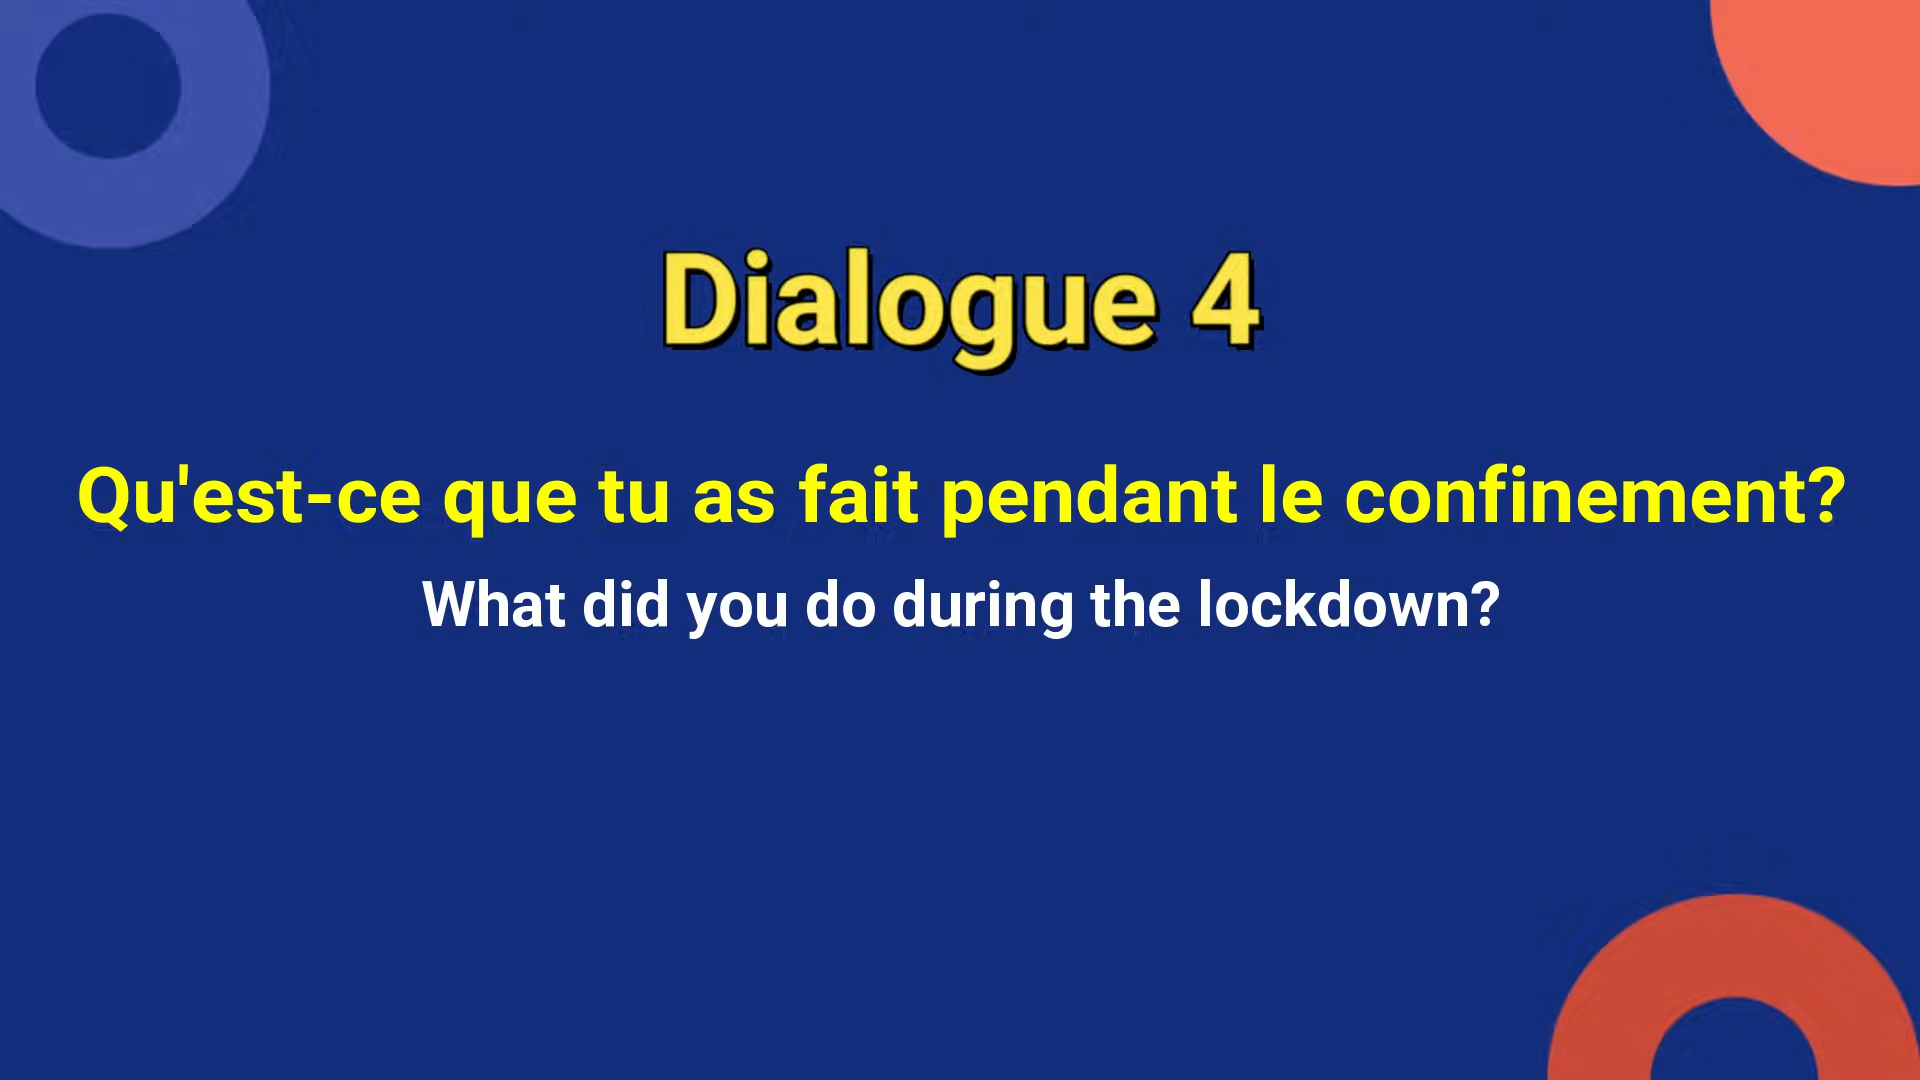 Dialogue 4
Qu'est-ce que tu as fait pendant le confinement?
What did you do during the lockdown?